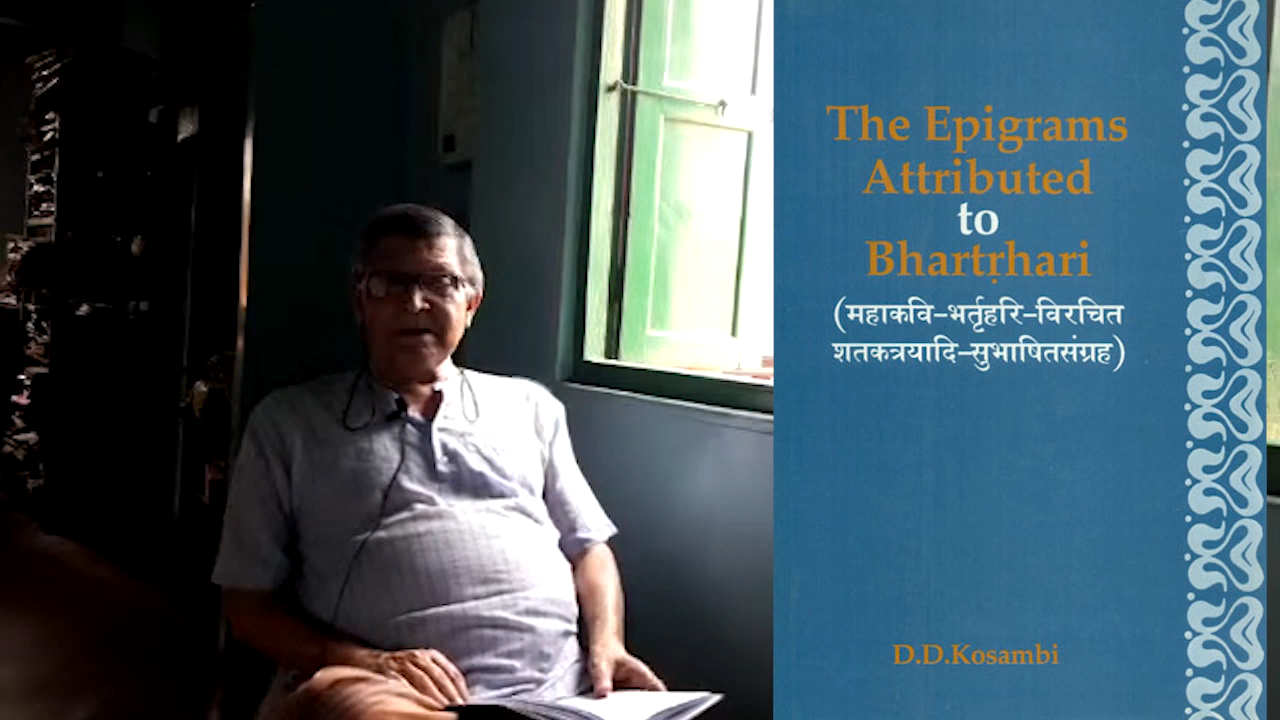 The Epigrams
Attributed
to
Bhartṛhari
(महाकवि-भर्तृहरि-विरचित
शतकत्रयादि-सुभाषितसंग्रह)
D.D.Kosambi